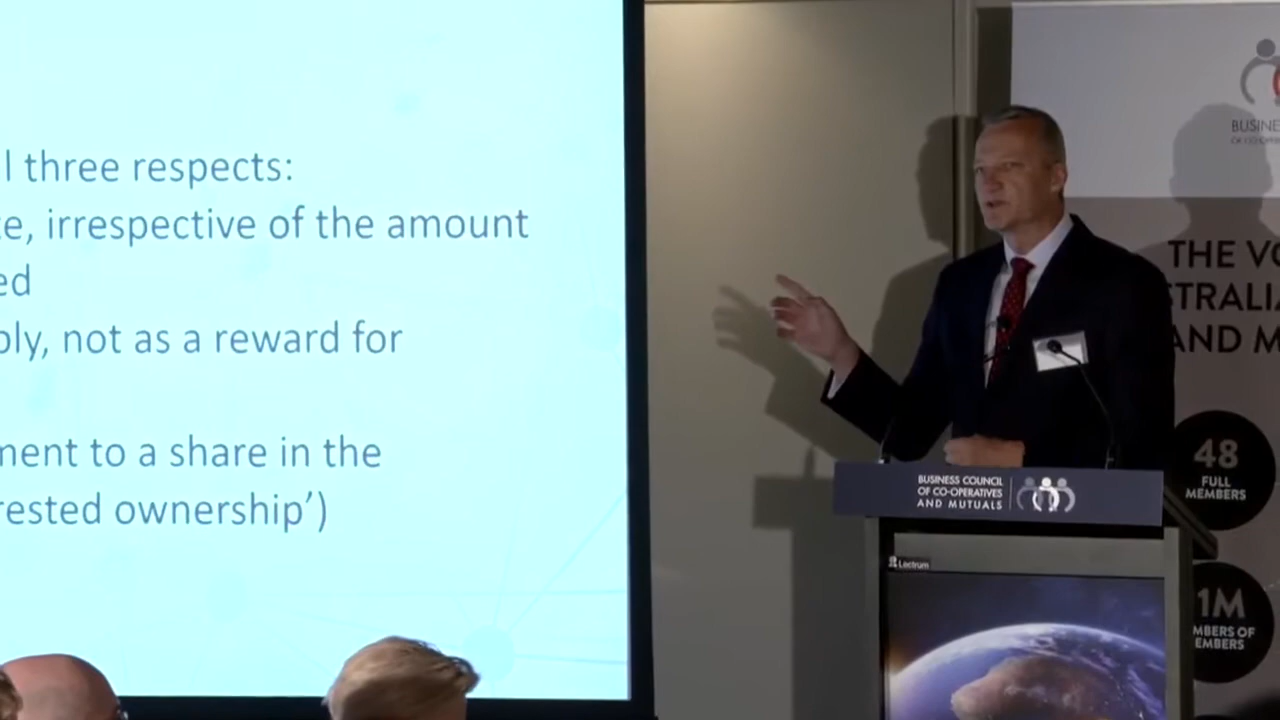 l three respects:
e, irrespective of the amount
ed
ply, not as a reward for
ment to a share in the
rested ownership’)
BUSINE
THE VO
STRALIA
AND M
48
FULL
MEMBERS
1M
MBERS OF
EMBERS
BUSINESS COUNCIL
OF CO-OPERATIVES
AND MUTUALS
Lectrum